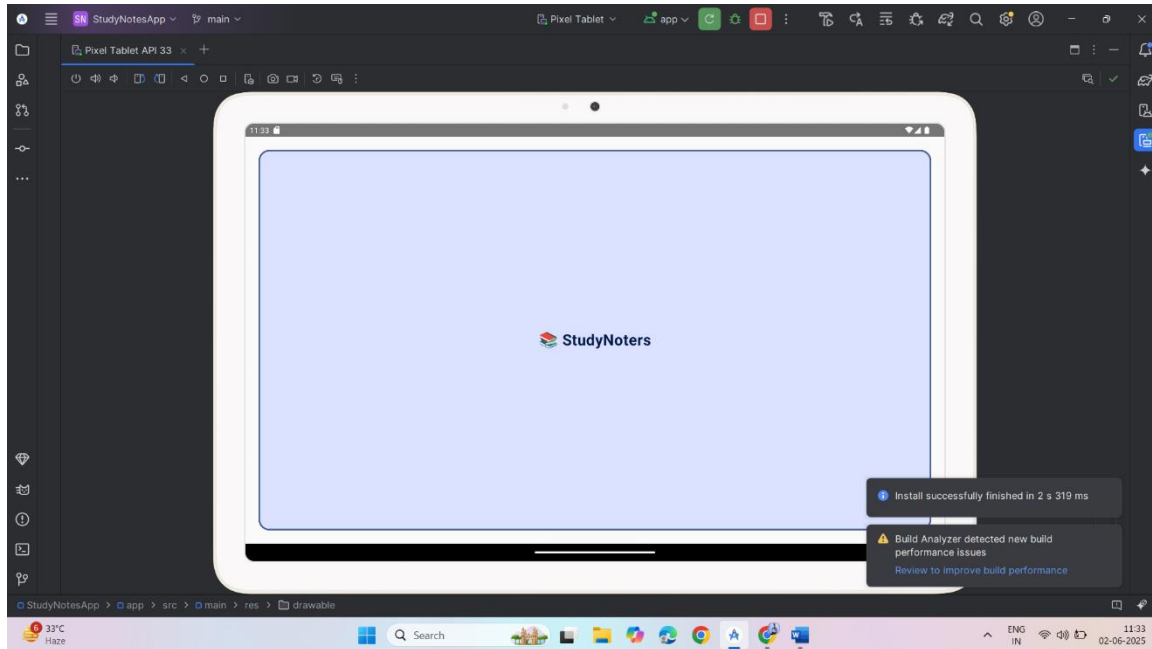 SN StudyNotesApp main Pixel Tablet app
Pixel Tablet API 33
11:33
StudyNoters
Install successfully finished in 2 s 319 ms
Build Analyzer detected new build
performance issues
Review to improve build performance
StudyNotesApp > app > src > main > res > drawable
6
33°C
Haze
Search
ENG
IN
11:33
02-06-2025